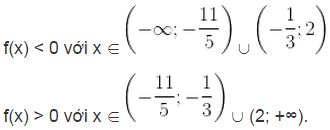 f(x) < 0 với x ∈ (-∞; -11/5) ∪ (-1/3; 2)
f(x) > 0 với x ∈ (-11/5; -1/3) ∪ (2; +∞).